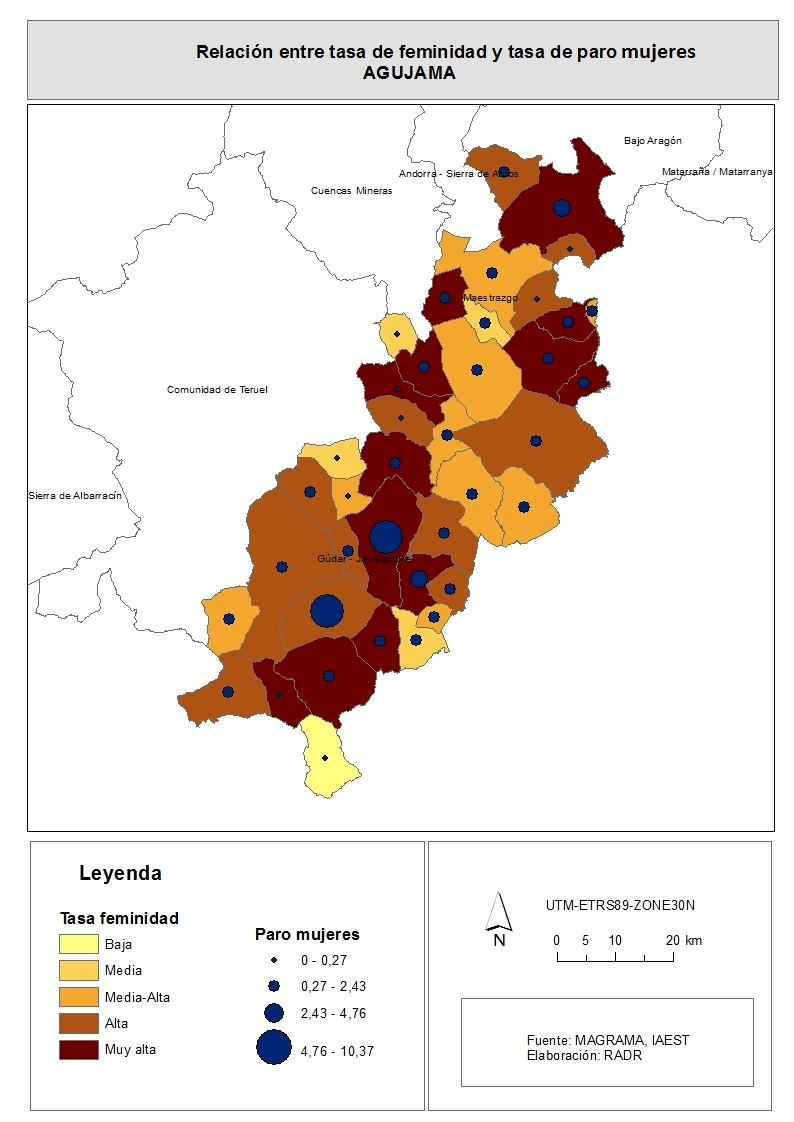 Relación entre tasa de feminidad y tasa de paro mujeres
AGUJAMA
Bajo Aragón
Andorra - Sierra de Arcos
Matarraña / Matarranya
Cuencas Mineras
Maestrazgo
Comunidad de Teruel
Sierra de Albarracín
Gúdar - Javalambre
Leyenda
Tasa feminidad
Baja
Media
Media-Alta
Alta
Muy alta
Paro mujeres
0 - 0,27
0,27 - 2,43
2,43 - 4,76
4,76 - 10,37
N
UTM-ETRS89-ZONE30N
0 5 10 20 km
Fuente: MAGRAMA, IAEST
Elaboración: RADR